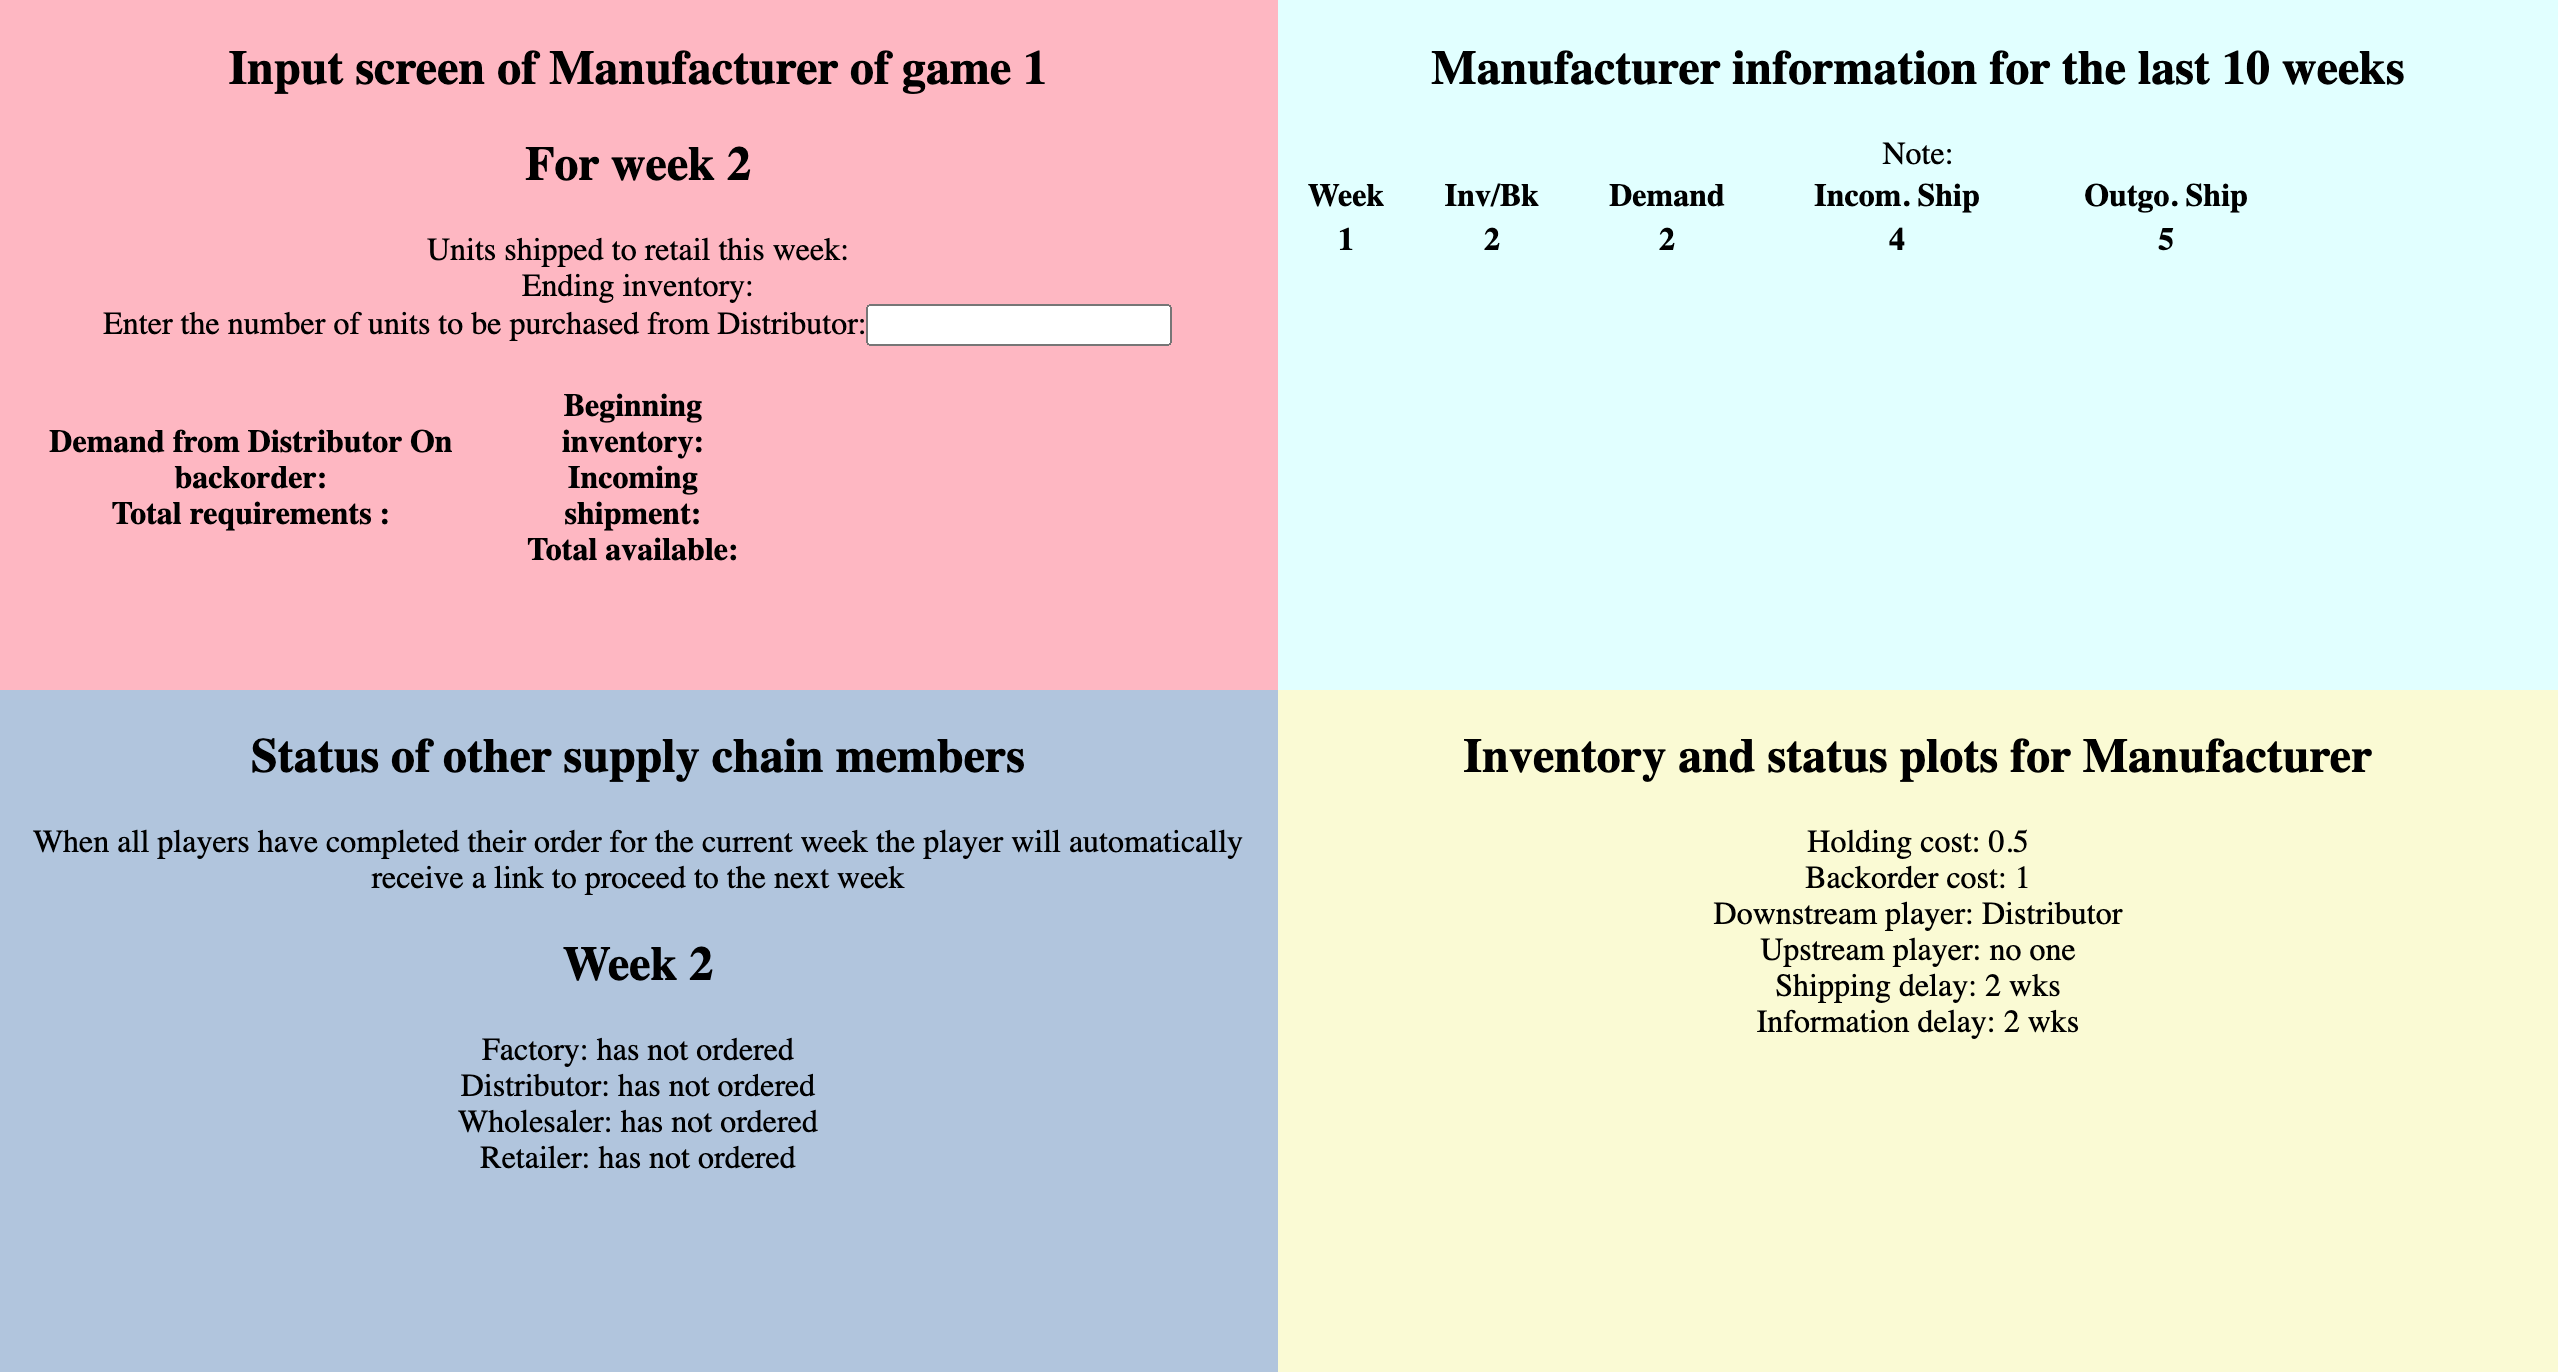 Input screen of Manufacturer of game 1
For week 2
Units shipped to retail this week:
Ending inventory:
Enter the number of units to be purchased from Distributor:
Demand from Distributor On
backorder:
Total requirements :
Beginning
inventory:
Incoming
shipment:
Total available:
Manufacturer information for the last 10 weeks
Note:
Week Inv/Bk Demand Incom. Ship Outgo. Ship
1 2 2 4 5
Status of other supply chain members
When all players have completed their order for the current week the player will automatically
receive a link to proceed to the next week
Week 2
Factory: has not ordered
Distributor: has not ordered
Wholesaler: has not ordered
Retailer: has not ordered
Inventory and status plots for Manufacturer
Holding cost: 0.5
Backorder cost: 1
Downstream player: Distributor
Upstream player: no one
Shipping delay: 2 wks
Information delay: 2 wks